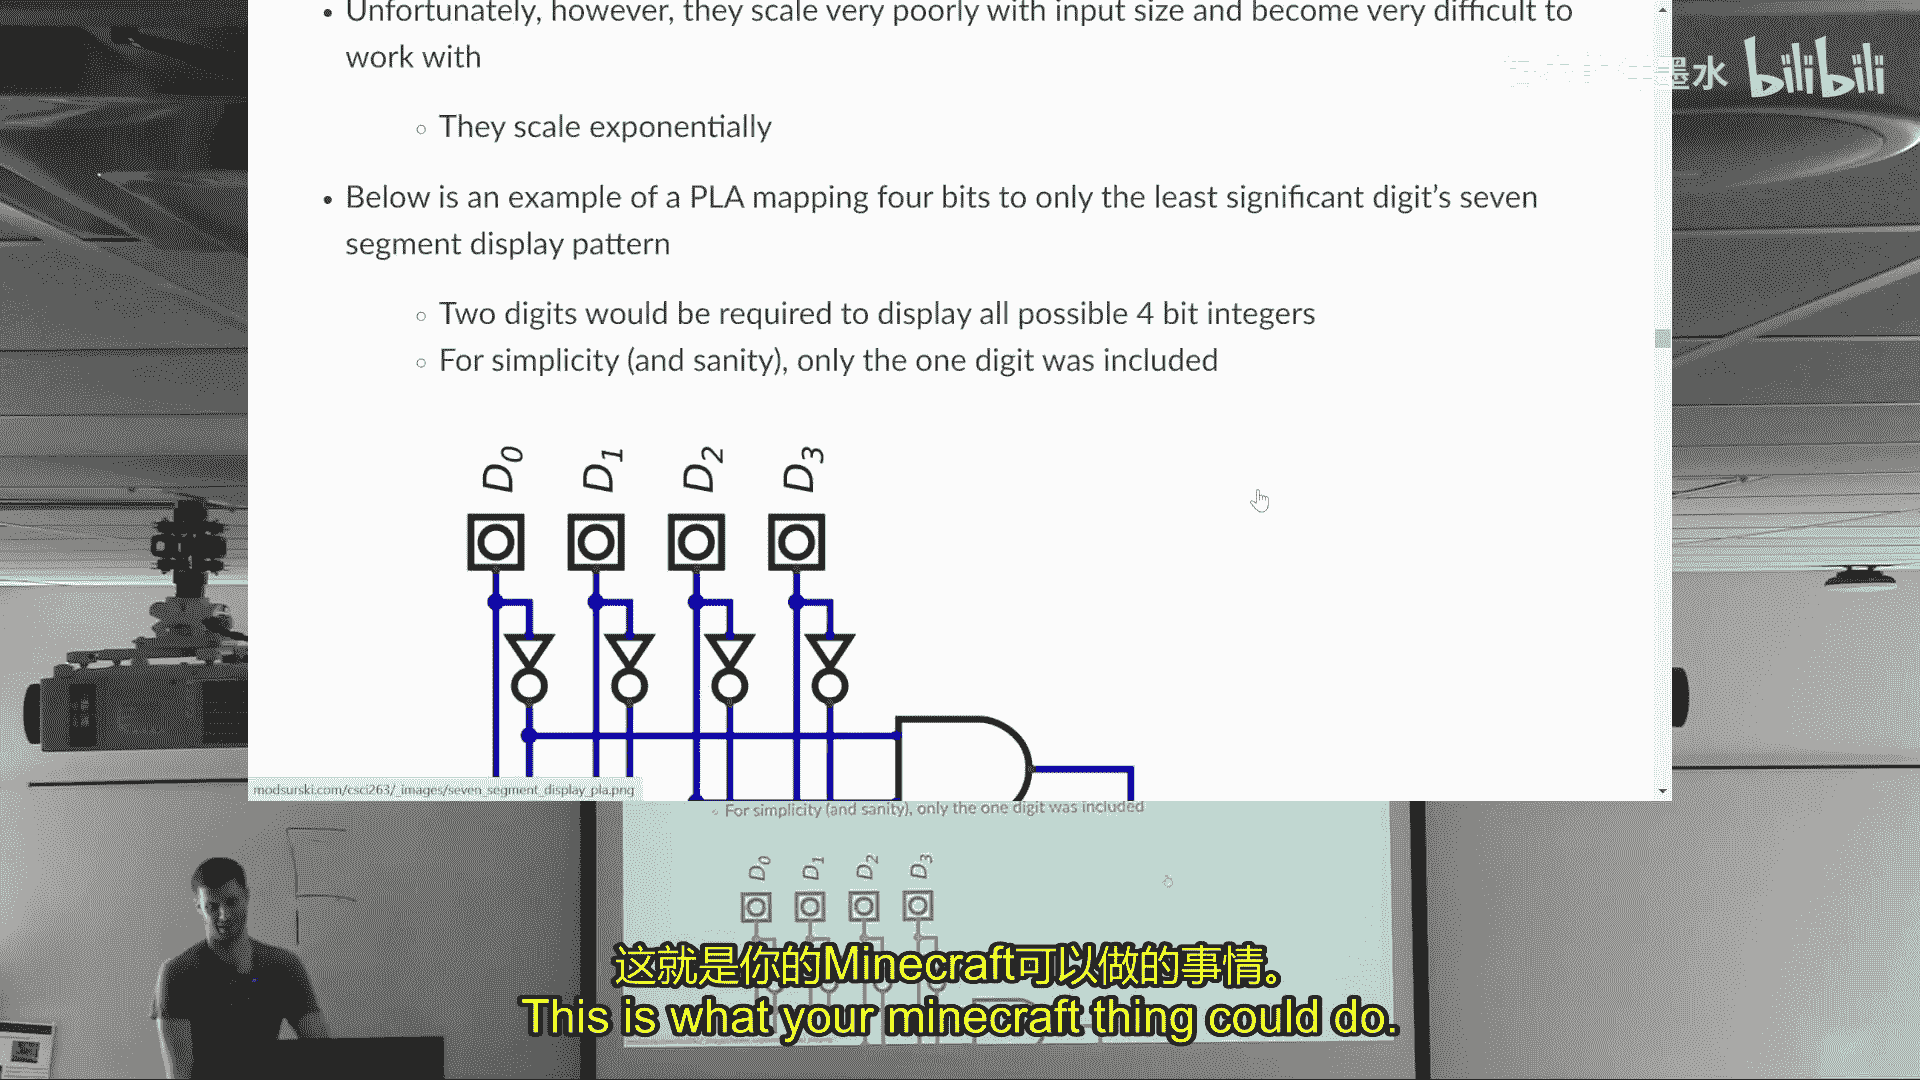 Unfortunately, however, they scale very poorly with input size and become very difficult to
work with
墨水 bilibili
They scale exponentially
Below is an example of a PLA mapping four bits to only the least significant digit's seven
segment display pattern
Two digits would be required to display all possible 4 bit integers
For simplicity (and sanity), only the one digit was included
D0 D1 D2 D3
modsurski.com/csci263/_images/seven_segment_display_pla.png
For simplicity (and sanity), only the one digit was included
D0 D1 D2 D3
这就是你的Minecraft可以做的事情。
This is what your minecraft thing could do.